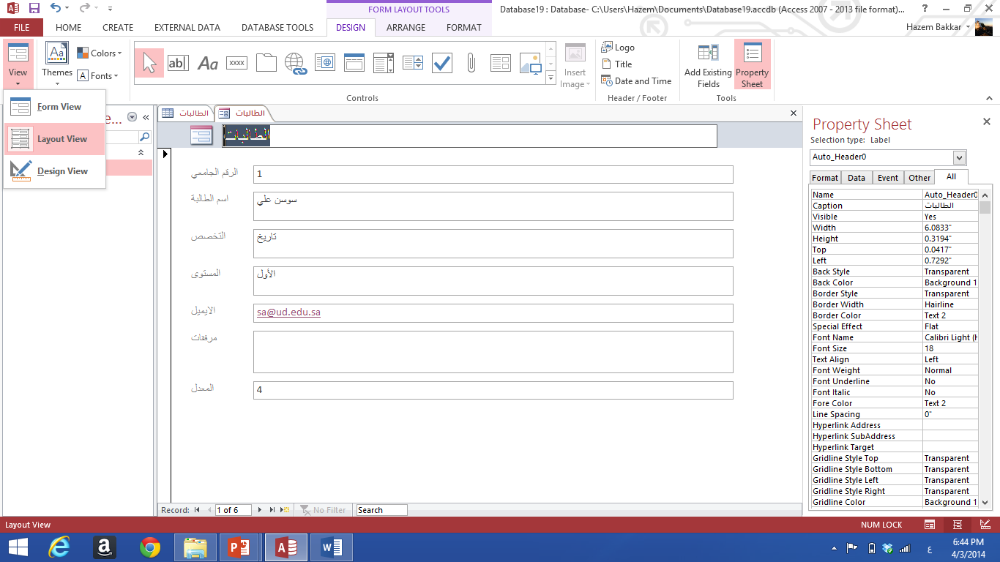 FORM LAYOUT TOOLS
Database19 : Database- C:\Users\Hazem\Documents\Database19.accdb (Access 2007 - 2013 file format)...
FILE HOME CREATE EXTERNAL DATA DATABASE TOOLS DESIGN ARRANGE FORMAT
Hazem Bakkar
View
Themes
Colors
Fonts
Aa
ab
Aa
xxxx
Controls
Insert Image
Logo
Title
Date and Time
Header / Footer
Add Existing Fields
Property Sheet
Tools
Form View
Layout View
Design View
e...
الطالبات
الطالبات
الطالبات
الرقم الجامعي 1
اسم الطالبة سوسن علي
التخصص تاريخ
المستوى الأول
الايميل sa@ud.edu.sa
مرفقات
المعدل 4
Record: 1 of 6 No Filter Search
Property Sheet
Selection type: Label
Auto_Header0
Format Data Event Other All
Name Auto_Header0
Caption الطالبات
Visible Yes
Width 6.0833"
Height 0.3194"
Top 0.0417"
Left 0.7292"
Back Style Transparent
Back Color Background 1
Border Style Transparent
Border Width Hairline
Border Color Text 2
Special Effect Flat
Font Name Calibri Light (H
Font Size 18
Text Align Left
Font Weight Normal
Font Underline No
Font Italic No
Fore Color Text 2
Line Spacing 0"
Hyperlink Address
Hyperlink SubAddress
Hyperlink Target
Gridline Style Top Transparent
Gridline Style Bottom Transparent
Gridline Style Left Transparent
Gridline Style Right Transparent
Gridline Color Background 1
Layout View
NUM LOCK
ع
6:44 PM
4/3/2014